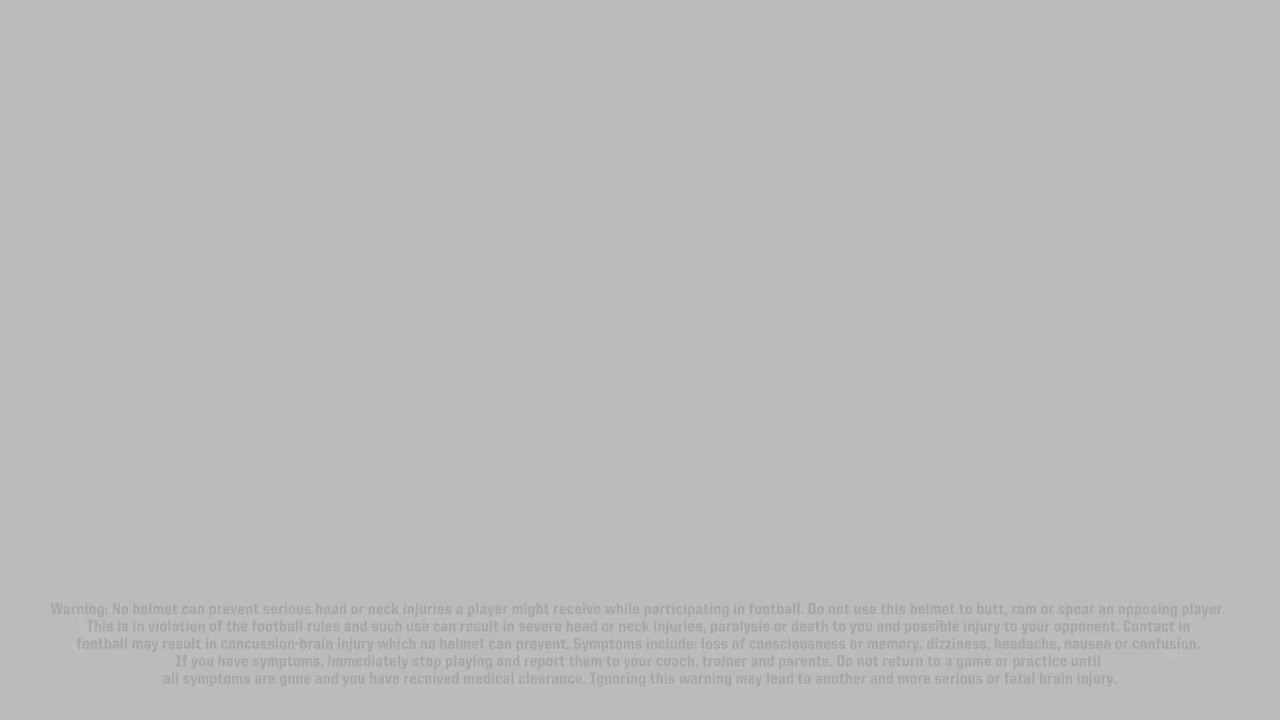 Warning: No helmet can prevent serious head or neck injuries a player might receive while participating in football. Do not use this helmet to butt, ram or spear an opposing player.
This is in violation of the football rules and such use can result in severe head or neck injuries, paralysis or death to you and possible injury to your opponent. Contact in
football may result in concussion-brain injury which no helmet can prevent. Symptoms include: loss of consciousness or memory. dizziness, headache, nausea or confusion.
If you have symptoms, immediately stop playing and report them to your coach, trainer and parents. Do not return to a game or practice until
all symptoms are gone and you have received medical clearance. Ignoring this warning may lead to another and more serious or fatal brain injury.